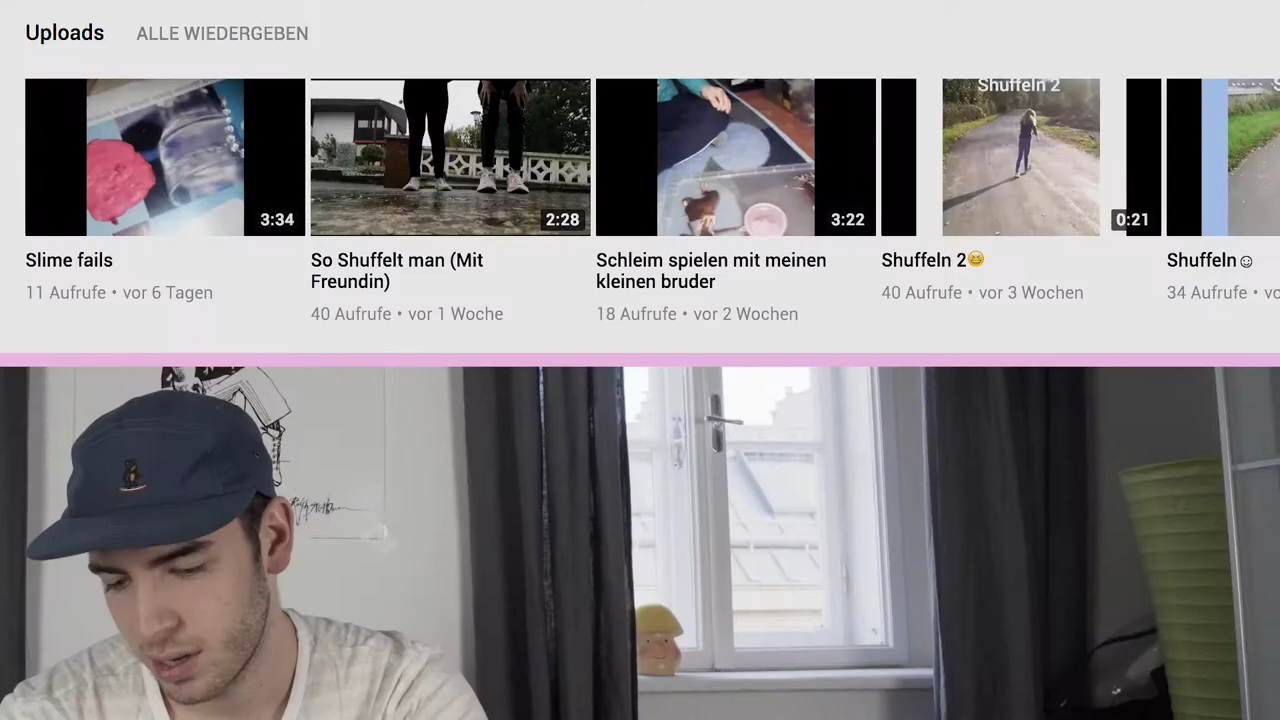 Uploads ALLE WIEDERGEBEN
Shuffeln 2
3:34
2:28
3:22
0:21
Slime fails
11 Aufrufe • vor 6 Tagen
So Shuffelt man (Mit
Freundin)
40 Aufrufe • vor 1 Woche
Schleim spielen mit meinen
kleinen bruder
18 Aufrufe • vor 2 Wochen
Shuffeln 2😆
40 Aufrufe • vor 3 Wochen
Shuffeln☺
34 Aufrufe •